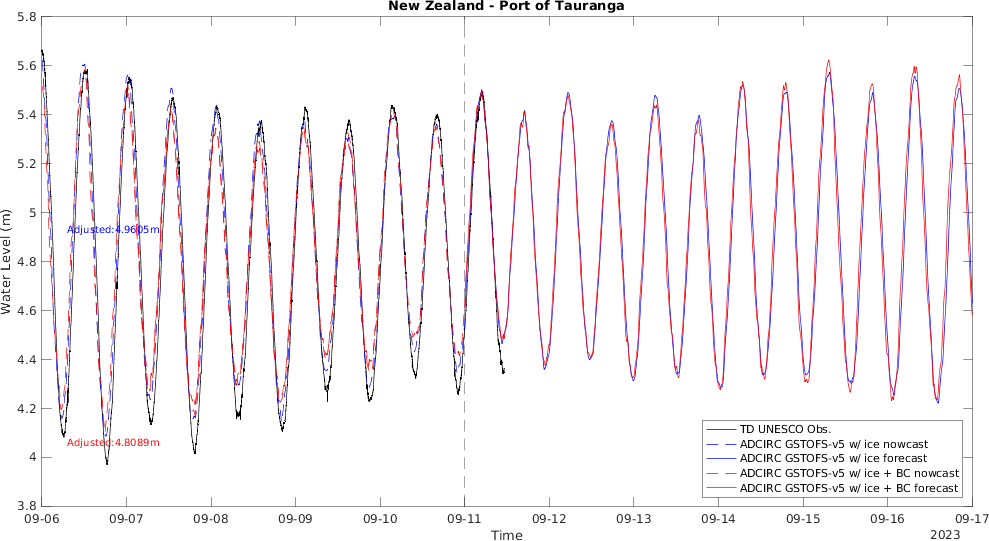 New Zealand - Port of Tauranga
5.8
5.6
5.4
5.2
5
4.8
4.6
4.4
4.2
4
3.8
Water Level (m)
Adjusted:4.9605m
Adjusted:4.8089m
TD UNESCO Obs.
ADCIRC GSTOFS-v5 w/ ice nowcast
ADCIRC GSTOFS-v5 w/ ice forecast
ADCIRC GSTOFS-v5 w/ ice + BC nowcast
ADCIRC GSTOFS-v5 w/ ice + BC forecast
09-06 09-07 09-08 09-09 09-10 09-11 09-12 09-13 09-14 09-15 09-16 09-17
Time
2023